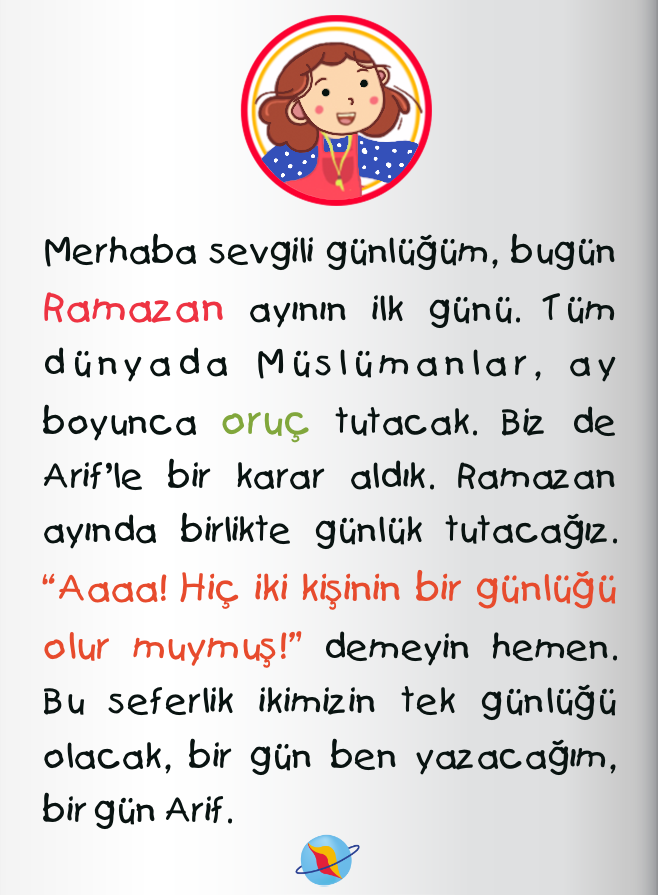 Merhaba sevgili günlüğüm, bugün
Ramazan ayının ilk günü. Tüm
dünyada Müslümanlar, ay
boyunca oruç tutacak. Biz de
Arif'le bir karar aldık. Ramazan
ayında birlikte günlük tutacağız.
“Aaaa! Hiç iki kişinin bir günlüğü
olur muymuş!” demeyin hemen.
Bu seferlik ikimizin tek günlüğü
olacak, bir gün ben yazacağım,
bir gün Arif.